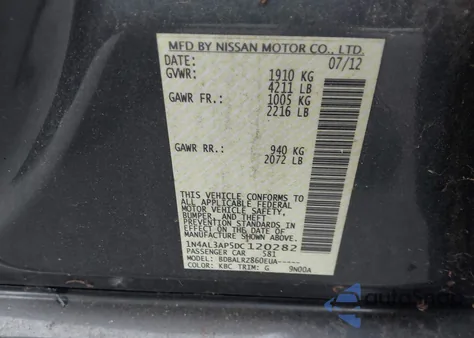 MFD BY NISSAN MOTOR CO., LTD.
DATE: 07/12
GVWR: 1910 KG
4211 LB
GAWR FR.: 1005 KG
2216 LB
GAWR RR.: 940 KG
2072 LB
THIS VEHICLE CONFORMS TO
ALL APPLICABLE FEDERAL
MOTOR VEHICLE SAFETY,
BUMPER, AND THEFT
PREVENTION STANDARDS IN
EFFECT ON THE DATE OF
MANUFACTURE SHOWN ABOVE.
1N4AL3AP5DC120282
PASSENGER CAR S81
MODEL: BDBALRZ860EUA-----
COLOR: KBC TRIM: G 9N00A